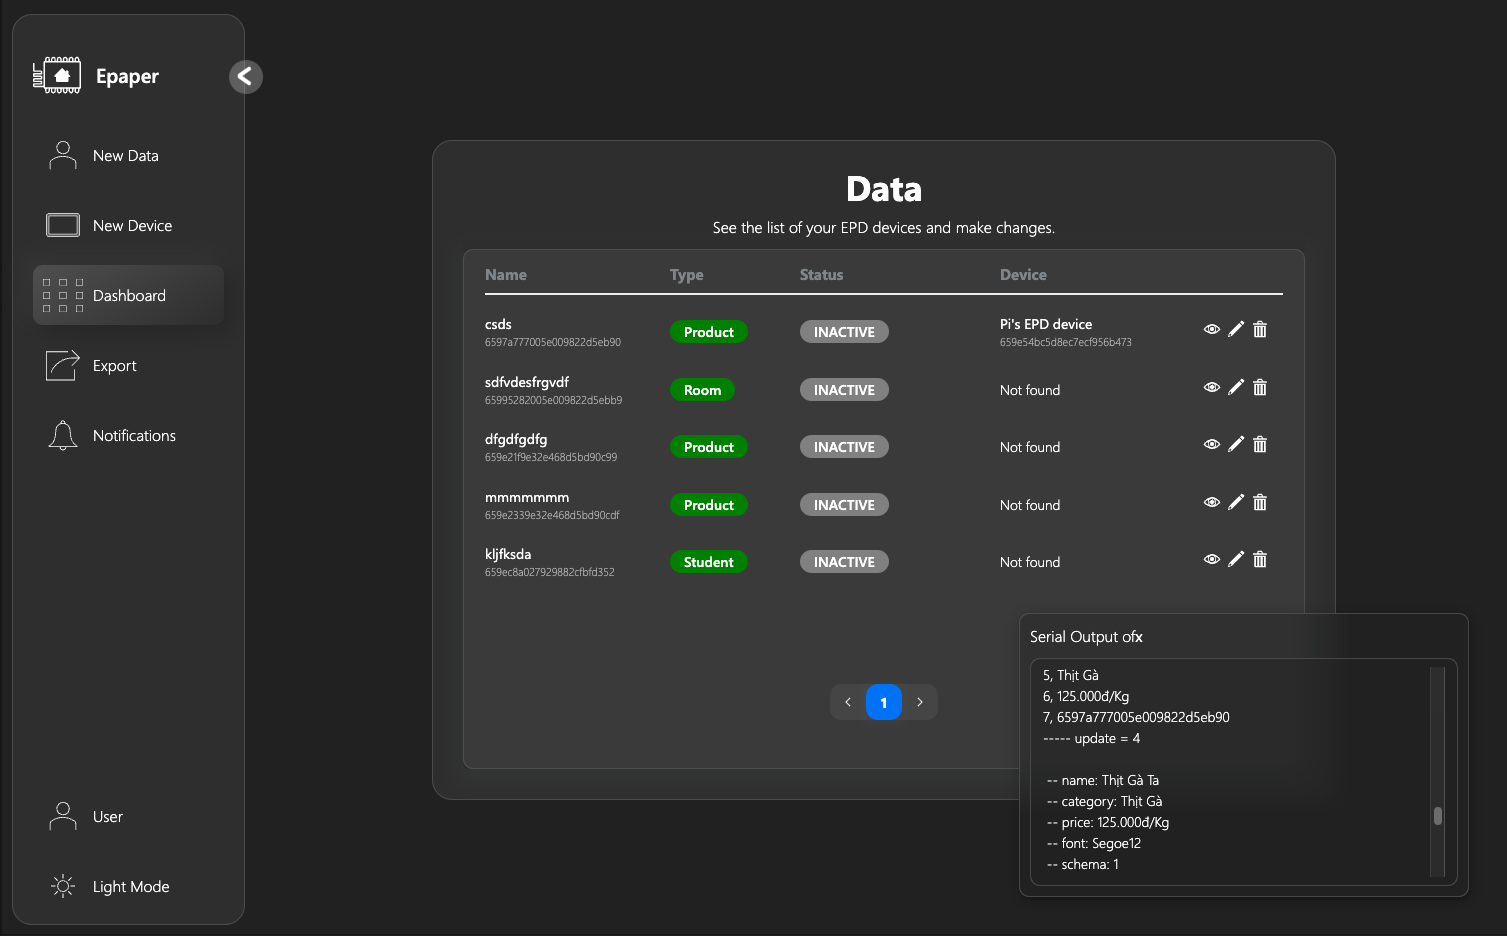 Epaper
New Data
New Device
Dashboard
Export
Notifications
User
Light Mode
Data
See the list of your EPD devices and make changes.
Name Type Status Device
csds Product INACTIVE Pi's EPD device
6597a777005e009822d5eb90 659e54bc5d8ec7ecf956b473
sdfvdesfrgvdf Room INACTIVE Not found
65995282005e009822d5ebb9
dfgdfgdfg Product INACTIVE Not found
659e21f9e32e468d5bd90c99
mmmmmmm Product INACTIVE Not found
659e2339e32e468d5bd90cdf
kljfksda Student INACTIVE Not found
659ec8a027929882cfbfd352
1
Serial Output ofx
5, Thịt Gà
6, 125.000đ/Kg
7, 6597a777005e009822d5eb90
----- update = 4
-- name: Thịt Gà Ta
-- category: Thịt Gà
-- price: 125.000đ/Kg
-- font: Segoe12
-- schema: 1